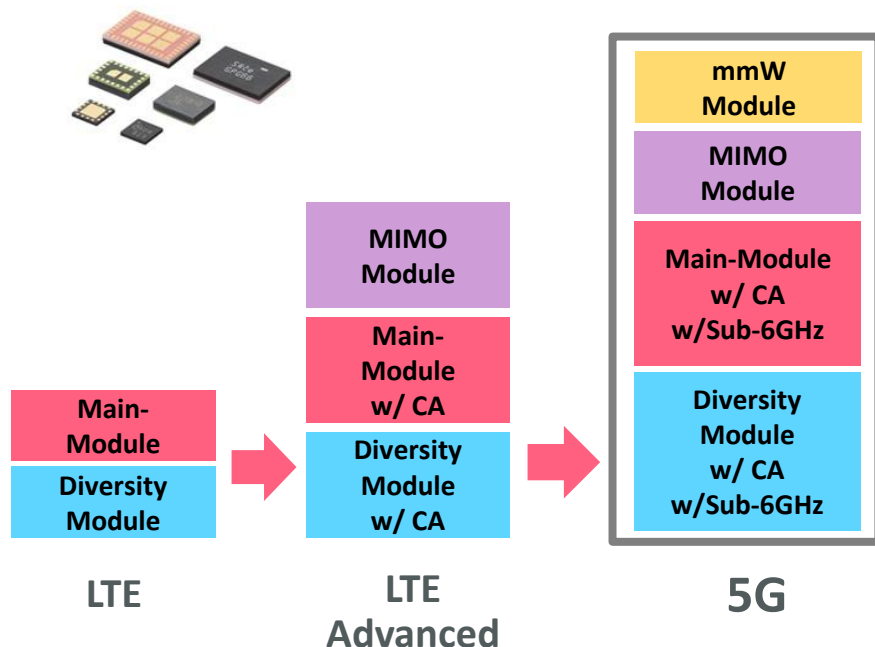 mmW
Module
MIMO
Module
Main-Module
w/ CA
w/Sub-6GHz
Diversity
Module
w/ CA
w/Sub-6GHz
5G
MIMO
Module
Main-
Module
w/ CA
Diversity
Module
w/ CA
LTE
Advanced
Main-
Module
Diversity
Module
LTE